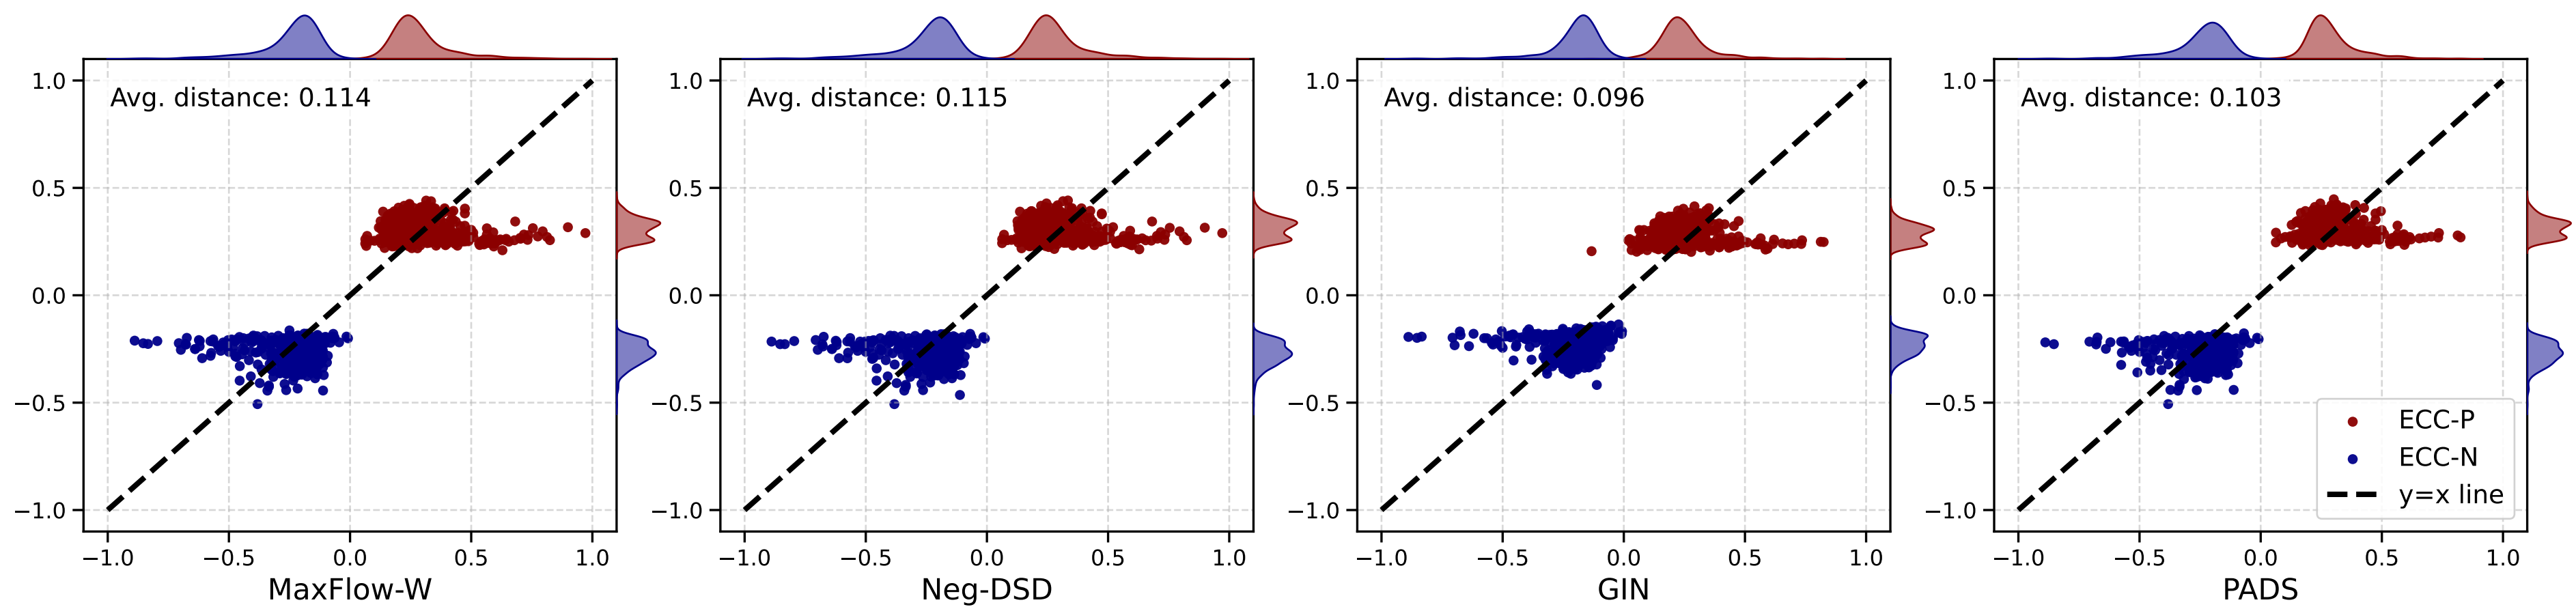 Avg. distance: 0.114
1.0
0.5
0.0
−0.5
−1.0
−1.0 −0.5 0.0 0.5 1.0
MaxFlow-W
Avg. distance: 0.115
1.0
0.5
0.0
−0.5
−1.0
−1.0 −0.5 0.0 0.5 1.0
Neg-DSD
Avg. distance: 0.096
1.0
0.5
0.0
−0.5
−1.0
−1.0 −0.5 0.0 0.5 1.0
GIN
Avg. distance: 0.103
1.0
0.5
0.0
−0.5
−1.0
ECC-P
ECC-N
y=x line
−1.0 −0.5 0.0 0.5 1.0
PADS